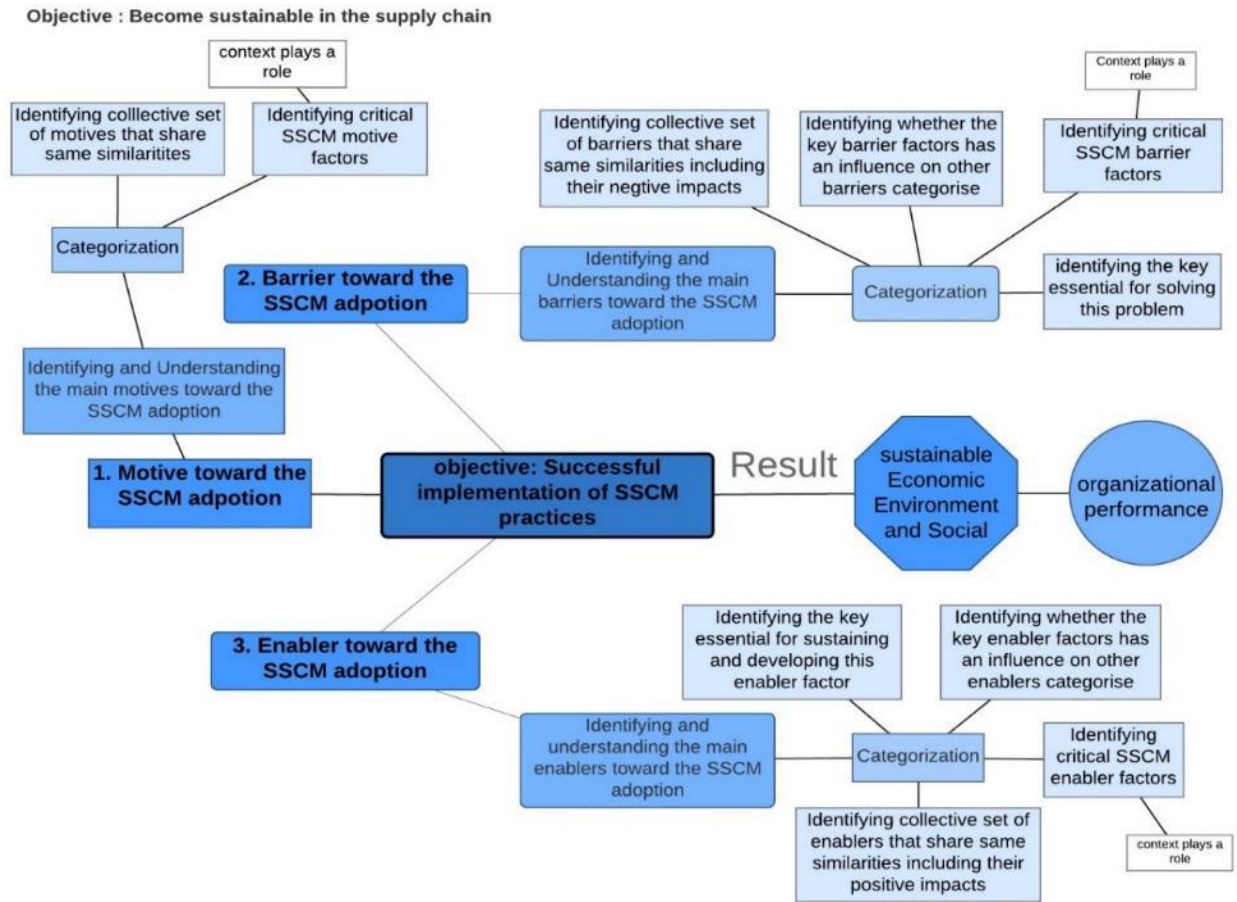 Objective : Become sustainable in the supply chain
context plays a
role
Identifying colllective set
of motives that share
same similaritites
Identifying critical
SSCM motive
factors
Categorization
Identifying and Understanding
the main motives toward the
SSCM adoption
1. Motive toward the
SSCM adpotion
2. Barrier toward the
SSCM adpotion
Identifying and
Understanding the main
barriers toward the SSCM
adoption
Identifying collective set
of barriers that share
same similarities including
their negtive impacts
Identifying whether the
key barrier factors has
an influence on other
barriers categorise
Context plays a
role
Identifying critical
SSCM barrier
factors
Categorization
identifying the key
essential for solving
this problem
objective: Successful
implementation of SSCM
practices
Result
sustainable
Economic
Environment
and Social
organizational
performance
3. Enabler toward the
SSCM adoption
Identifying and
understanding the main
enablers toward the SSCM
adoption
Identifying the key
essential for sustaining
and developing this
enabler factor
Identifying whether the
key enabler factors has
an influence on other
enablers categorise
Categorization
Identifying
critical SSCM
enabler factors
Identifying collective set of
enablers that share same
similarities including their
positive impacts
context plays a
role